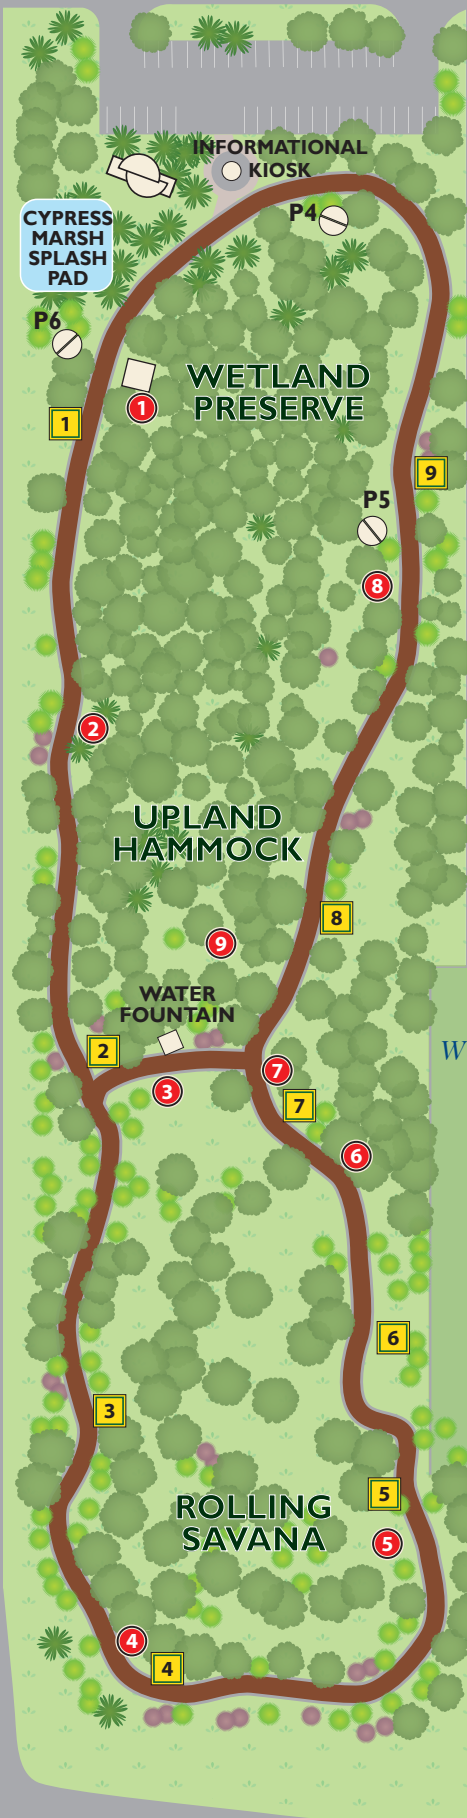 INFORMATIONAL
KIOSK
P4
CYPRESS
MARSH
SPLASH
PAD
P6
WETLAND
PRESERVE
1
1
9
P5
8
2
UPLAND
HAMMOCK
8
9
WATER
FOUNTAIN
2
W
3
7
7
6
6
3
5
ROLLING
SAVANA
5
4
4